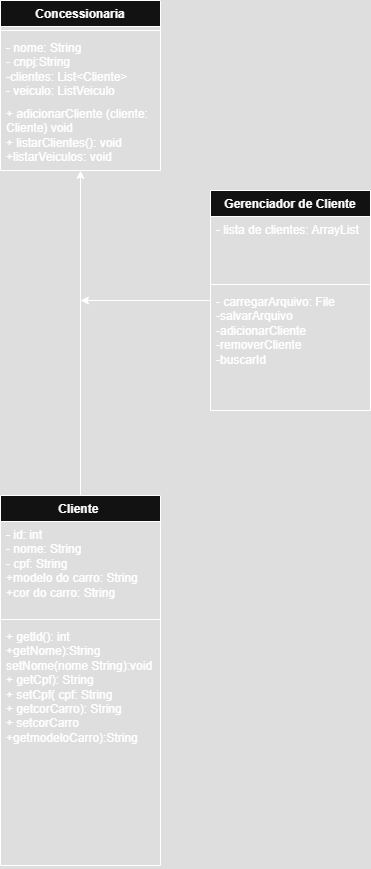 Concessionaria
- nome: String
- cnpj:String
-clientes: List<Cliente>
- veiculo: ListVeiculo
+ adicionarCliente (cliente:
Cliente) void
+ listarClientes(): void
+listarVeiculos: void
Gerenciador de Cliente
- lista de clientes: ArrayList
- carregarArquivo: File
-salvarArquivo
-adicionarCliente
-removerCliente
-buscarId
Cliente
- id: int
- nome: String
- cpf: String
+modelo do carro: String
+cor do carro: String
+ getId(): int
+getNome):String
setNome(nome String):void
+ getCpf): String
+ setCpf( cpf: String
+ getcorCarro): String
+ setcorCarro
+getmodeloCarro):String